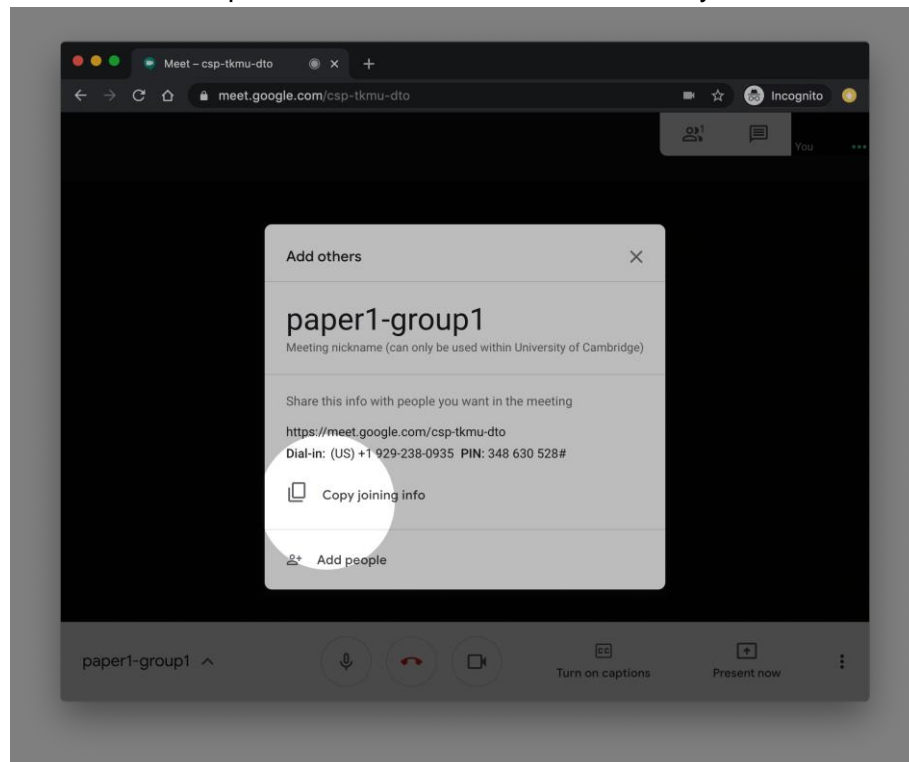 Meet – csp-tkmu-dto
meet.google.com/csp-tkmu-dto
Incognito
1
You
Add others
paper1-group1
Meeting nickname (can only be used within University of Cambridge)
Share this info with people you want in the meeting
https://meet.google.com/csp-tkmu-dto
Dial-in: (US) +1 929-238-0935 PIN: 348 630 528#
Copy joining info
Add people
paper1-group1
CC
Turn on captions
Present now